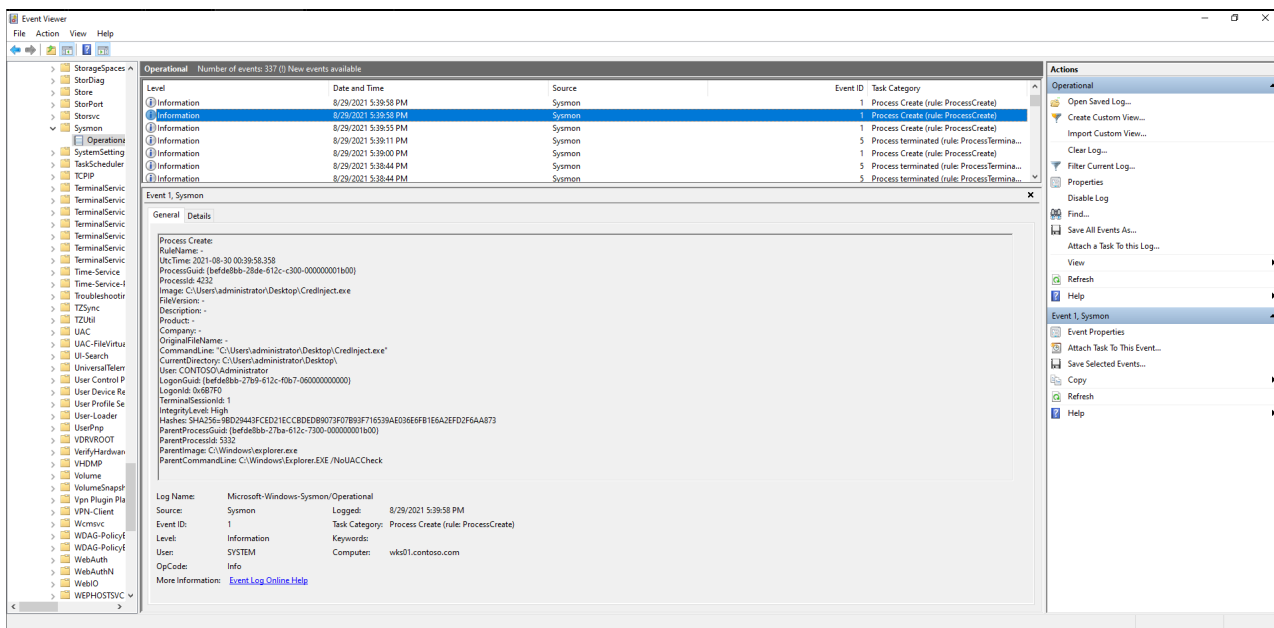 Event Viewer
File Action View Help
StorageSpaces
StorDiag
Store
StorPort
Storsvc
Sysmon
Operationa
SystemSetting
TaskScheduler
TCPIP
TerminalServic
TerminalServic
TerminalServic
TerminalServic
TerminalServic
TerminalServic
TerminalServic
Time-Service
Time-Service-
Troubleshootin
TZSync
TZUtil
UAC
UAC-FileVirtua
UI-Search
UniversalTelem
User Control P
User Device Re
User Profile Se
User-Loader
UserPnp
VDRVROOT
VerifyHardwar
VHDMP
Volume
VolumeSnapsh
Vpn Plugin Pla
VPN-Client
Wcmsvc
WDAG-PolicyE
WDAG-PolicyE
WebAuth
WebAuthN
WebIO
WEPHOSTSVC
Operational Number of events: 337 (!) New events available
Level Date and Time Source Event ID Task Category
Information 8/29/2021 5:39:58 PM Sysmon 1 Process Create (rule: ProcessCreate)
Information 8/29/2021 5:39:58 PM Sysmon 1 Process Create (rule: ProcessCreate)
Information 8/29/2021 5:39:55 PM Sysmon 1 Process Create (rule: ProcessCreate)
Information 8/29/2021 5:39:11 PM Sysmon 5 Process terminated (rule: ProcessTermina...
Information 8/29/2021 5:39:00 PM Sysmon 1 Process Create (rule: ProcessCreate)
Information 8/29/2021 5:38:44 PM Sysmon 5 Process terminated (rule: ProcessTermina...
Information 8/29/2021 5:38:44 PM Sysmon 5 Process terminated (rule: ProcessTermina...
Event 1, Sysmon
General Details
Process Create:
RuleName: -
UtcTime: 2021-08-30 00:39:58.358
ProcessGuid: {befde8bb-28de-612c-c300-000000001b00}
ProcessId: 4232
Image: C:\Users\administrator\Desktop\CredInject.exe
FileVersion: -
Description: -
Product: -
Company: -
OriginalFileName: -
CommandLine: "C:\Users\administrator\Desktop\CredInject.exe"
CurrentDirectory: C:\Users\administrator\Desktop\
User: CONTOSO\Administrator
LogonGuid: {befde8bb-27b9-612c-f0b7-060000000000}
LogonId: 0x6B7F0
TerminalSessionId: 1
IntegrityLevel: High
Hashes: SHA256=9BD29443FCED21ECCBDEDB9073F07B93F716539AE036E6FB1E6A2EFD2F6AA873
ParentProcessGuid: {befde8bb-27ba-612c-7300-000000001b00}
ParentProcessId: 5332
ParentImage: C:\Windows\explorer.exe
ParentCommandLine: C:\Windows\Explorer.EXE /NoUACCheck
Log Name: Microsoft-Windows-Sysmon/Operational
Source: Sysmon Logged: 8/29/2021 5:39:58 PM
Event ID: 1 Task Category: Process Create (rule: ProcessCreate)
Level: Information Keywords:
User: SYSTEM Computer: wks01.contoso.com
OpCode: Info
More Information: Event Log Online Help
Actions
Operational
Open Saved Log...
Create Custom View...
Import Custom View...
Clear Log...
Filter Current Log...
Properties
Disable Log
Find...
Save All Events As...
Attach a Task To this Log...
View
Refresh
Help
Event 1, Sysmon
Event Properties
Attach Task To This Event...
Save Selected Events...
Copy
Refresh
Help